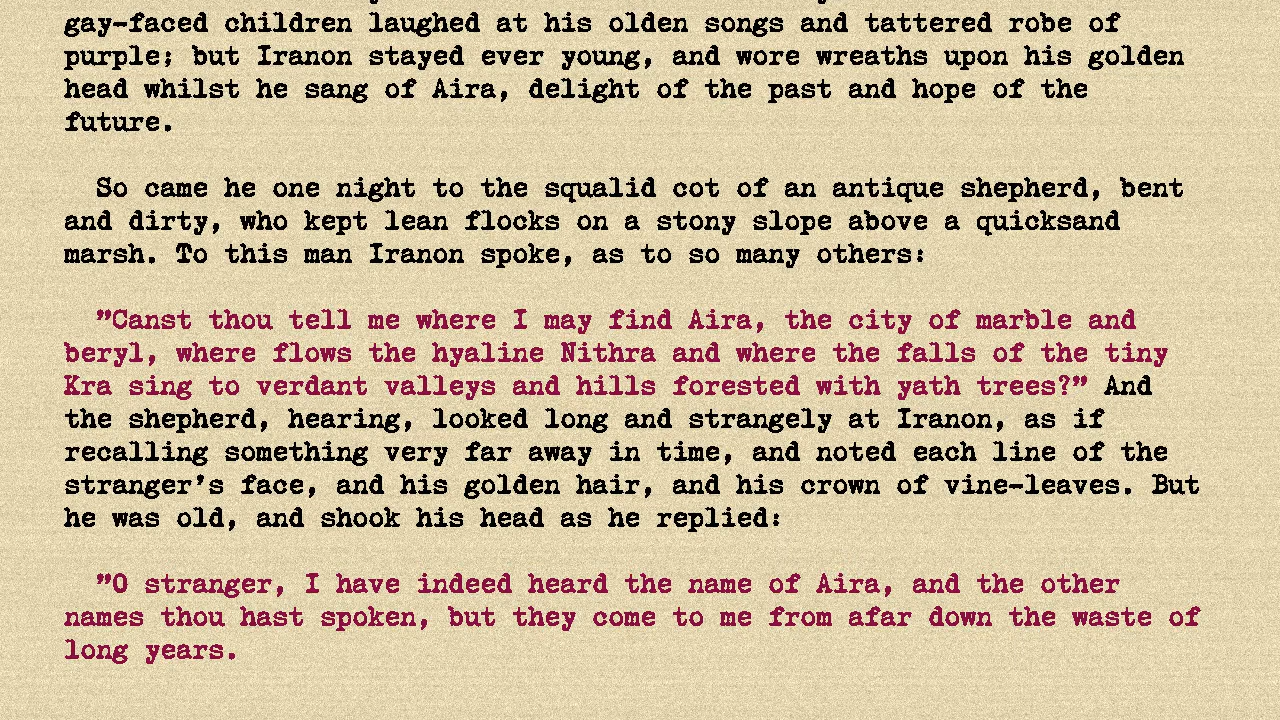 gay-faced children laughed at his olden songs and tattered robe of
purple; but Iranon stayed ever young, and wore wreaths upon his golden
head whilst he sang of Aira, delight of the past and hope of the
future.
So came he one night to the squalid cot of an antique shepherd, bent
and dirty, who kept lean flocks on a stony slope above a quicksand
marsh. To this man Iranon spoke, as to so many others:
”Canst thou tell me where I may find Aira, the city of marble and
beryl, where flows the hyaline Nithra and where the falls of the tiny
Kra sing to verdant valleys and hills forested with yath trees?” And
the shepherd, hearing, looked long and strangely at Iranon, as if
recalling something very far away in time, and noted each line of the
stranger’s face, and his golden hair, and his crown of vine-leaves. But
he was old, and shook his head as he replied:
”O stranger, I have indeed heard the name of Aira, and the other
names thou hast spoken, but they come to me from afar down the waste of
long years.